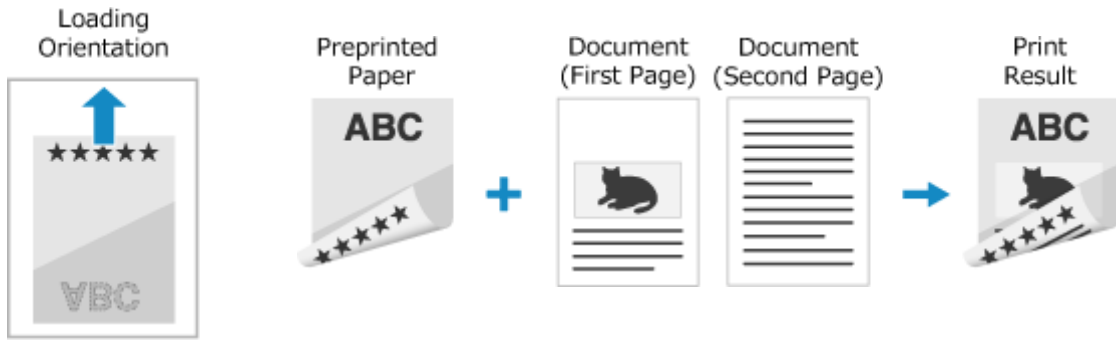 Loading
Orientation
ABC
Preprinted
Paper
ABC
Document
(First Page)
Document
(Second Page)
Print
Result
ABC